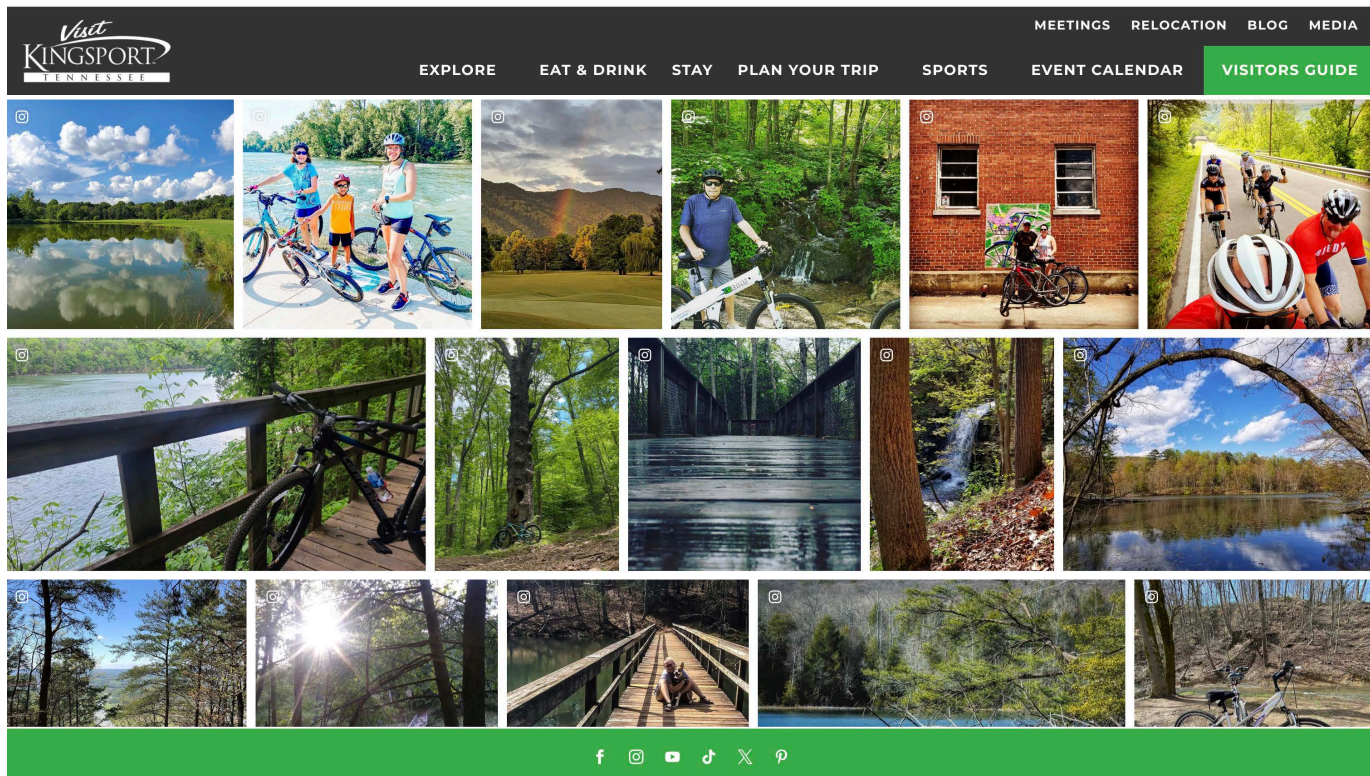 Visit
KINGSPORT
TENNESSEE
MEETINGS RELOCATION BLOG MEDIA
EXPLORE EAT & DRINK STAY PLAN YOUR TRIP SPORTS EVENT CALENDAR VISITORS GUIDE